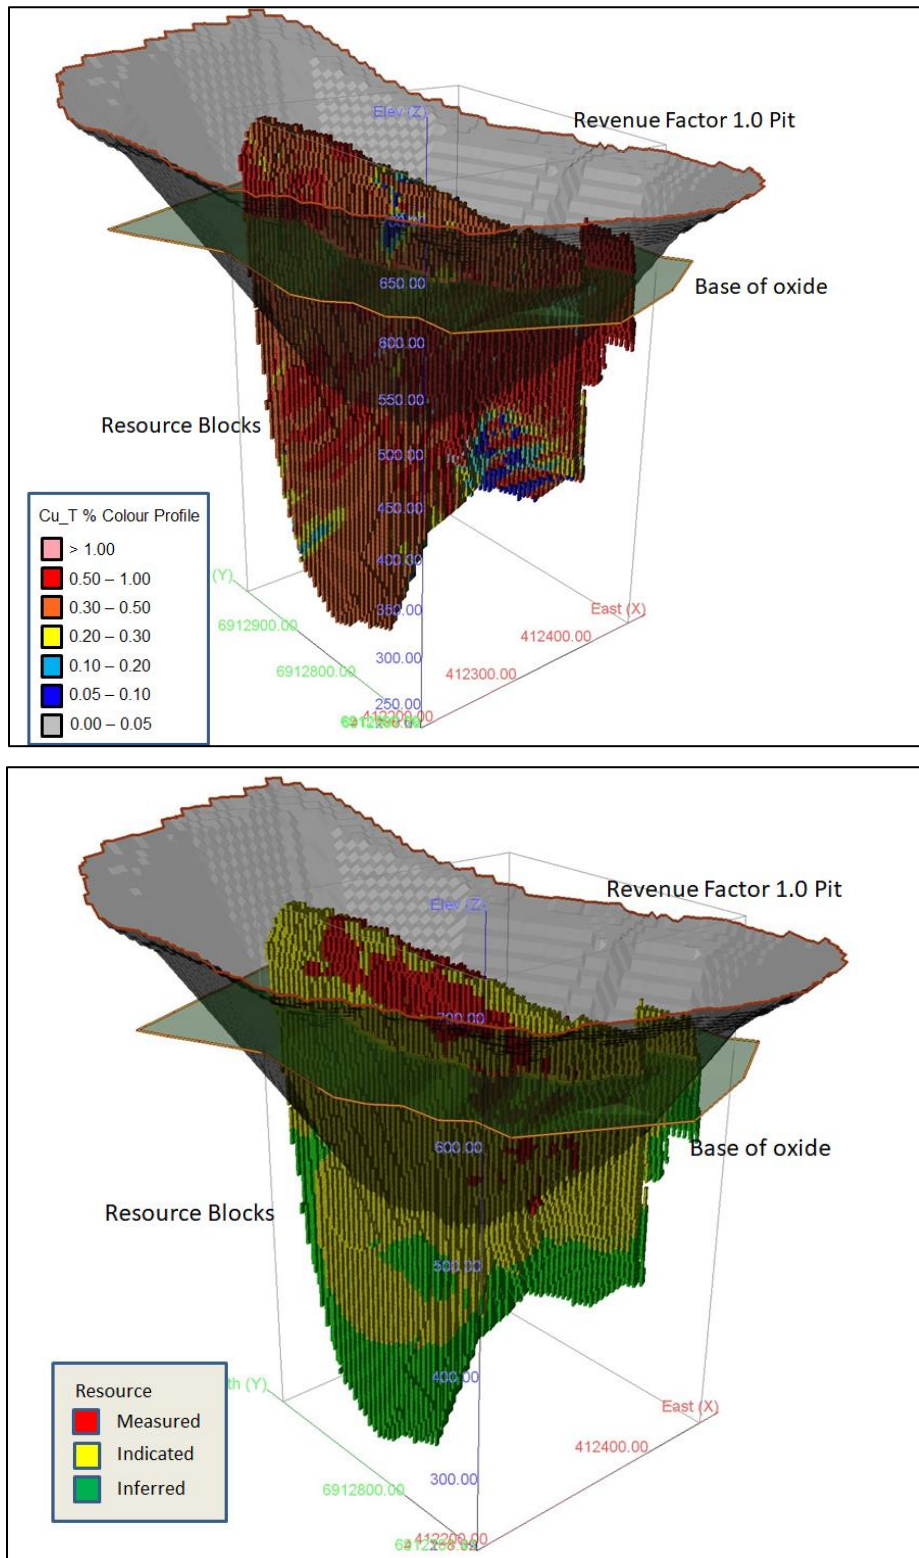 Elev (Z)
Revenue Factor 1.0 Pit
650.00
Base of oxide
600.00
550.00
Resource Blocks
500.00
450.00
Cu_T % Colour Profile
> 1.00
0.50 – 1.00
0.30 – 0.50
0.20 – 0.30
0.10 – 0.20
0.05 – 0.10
0.00 – 0.05
400.00
350.00
(Y)
East (X)
6912900.00
412400.00
300.00
6912800.00
412300.00
250.00
412200.00
Revenue Factor 1.0 Pit
Elev (Z)
700.00
600.00
Base of oxide
Resource Blocks
500.00
400.00
th (Y)
East (X)
Resource
Measured
Indicated
Inferred
412400.00
300.00
6912800.00
412200.00